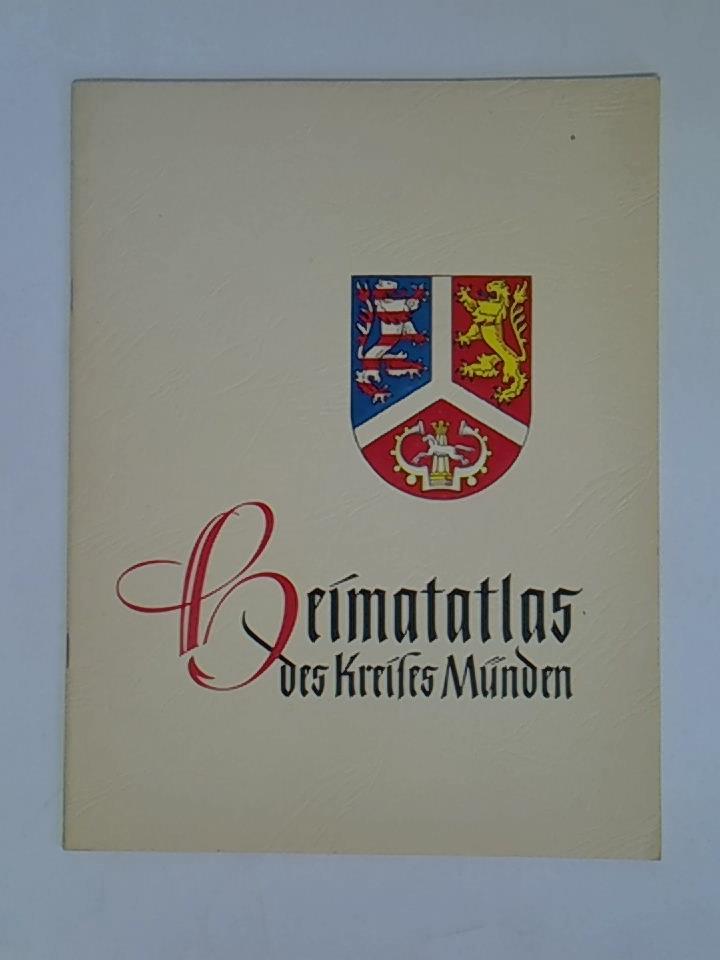 Heimatatlas
des Kreiſes Münden